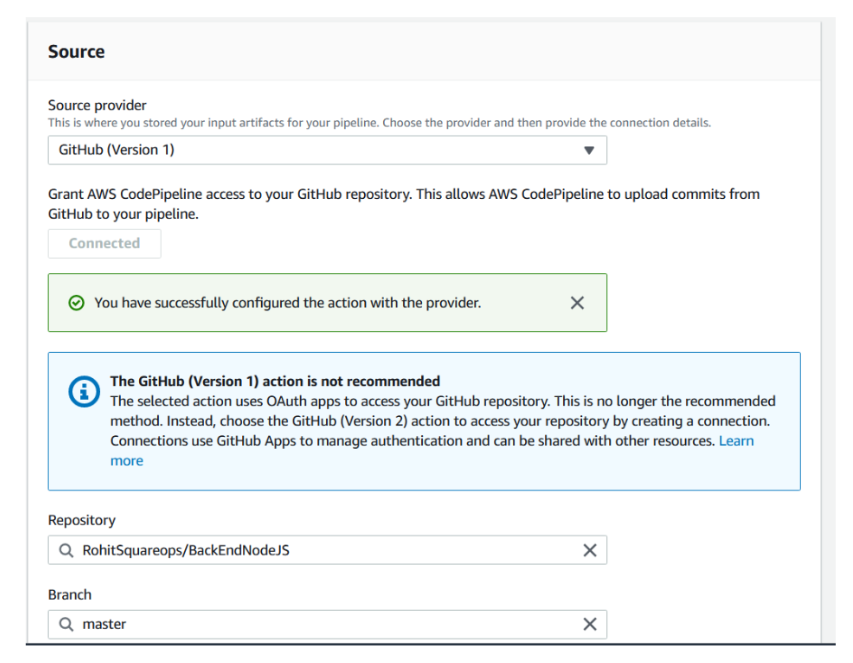 Source
Source provider
This is where you stored your input artifacts for your pipeline. Choose the provider and then provide the connection details.
GitHub (Version 1)
Grant AWS CodePipeline access to your GitHub repository. This allows AWS CodePipeline to upload commits from
GitHub to your pipeline.
Connected
You have successfully configured the action with the provider.
The GitHub (Version 1) action is not recommended
The selected action uses OAuth apps to access your GitHub repository. This is no longer the recommended
method. Instead, choose the GitHub (Version 2) action to access your repository by creating a connection.
Connections use GitHub Apps to manage authentication and can be shared with other resources. Learn
more
Repository
RohitSquareops/BackEndNodeJS
Branch
master